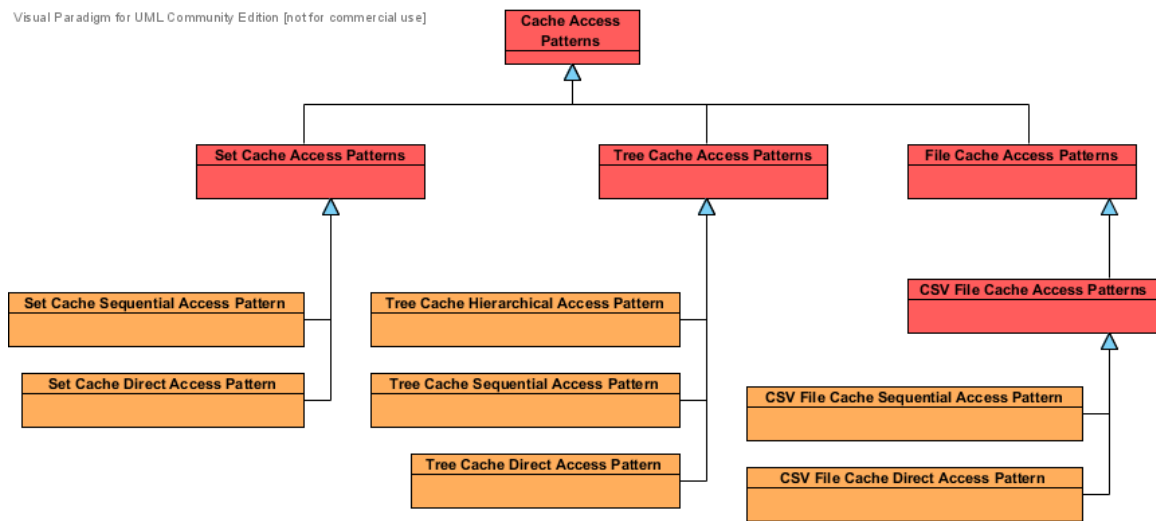 Visual Paradigm for UML Community Edition [not for commercial use]
Cache Access
Patterns
Set Cache Access Patterns
Tree Cache Access Patterns
File Cache Access Patterns
Set Cache Sequential Access Pattern
Tree Cache Hierarchical Access Pattern
CSV File Cache Access Patterns
Set Cache Direct Access Pattern
Tree Cache Sequential Access Pattern
CSV File Cache Sequential Access Pattern
Tree Cache Direct Access Pattern
CSV File Cache Direct Access Pattern